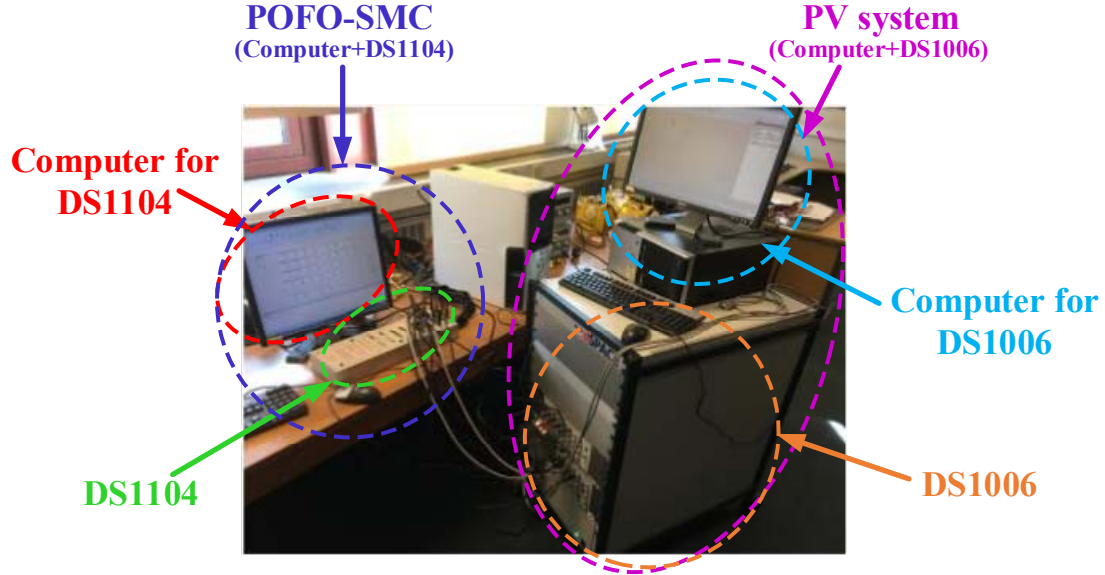 POFO-SMC
(Computer+DS1104)
PV system
(Computer+DS1006)
Computer for
DS1104
Computer for
DS1006
DS1104
DS1006